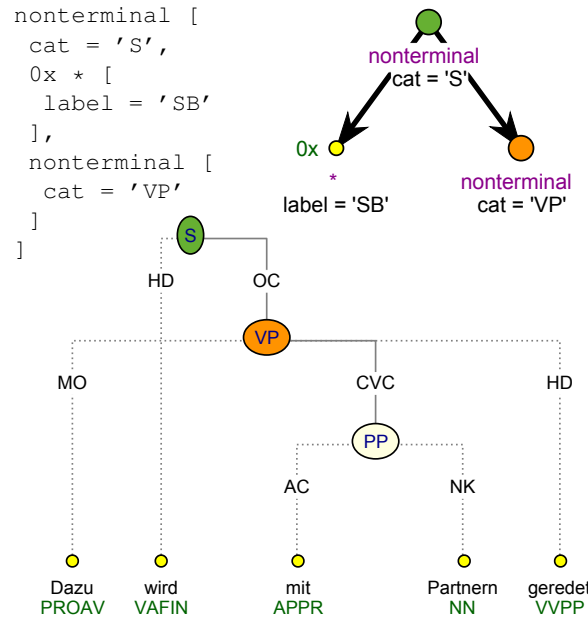 nonterminal [
cat = ′S′,
0x * [
label = ′SB′
],
nonterminal [
cat = ′VP′
]
]
nonterminal
cat = 'S'
0x
*
label = 'SB'
nonterminal
cat = 'VP'
S
HD OC
VP
MO CVC HD
PP
AC NK
Dazu wird mit Partnern geredet
PROAV VAFIN APPR NN VVPP